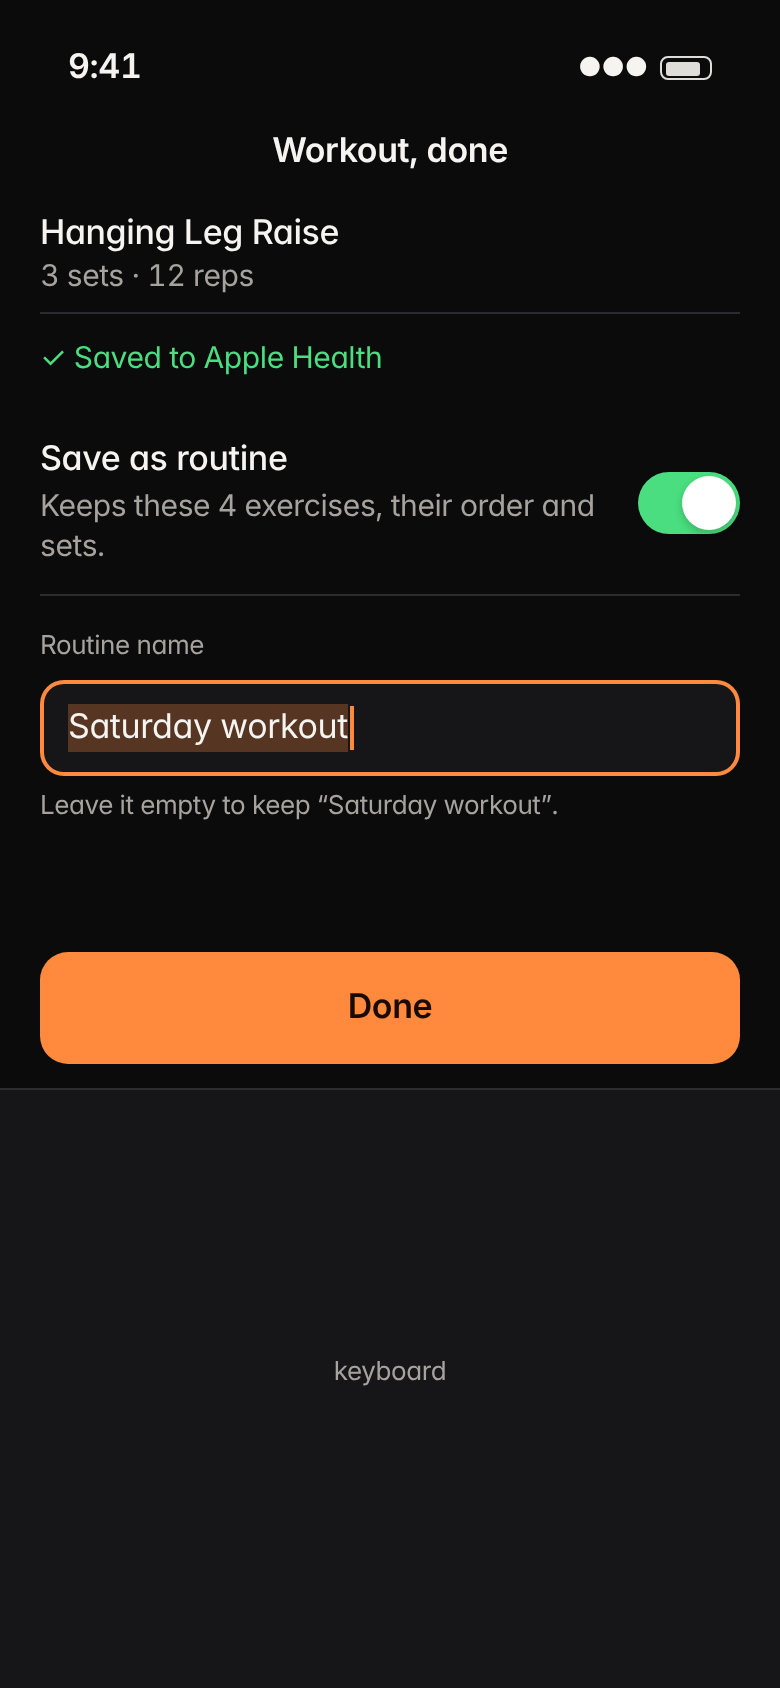 9:41
Workout, done
Hanging Leg Raise
3 sets · 12 reps
✓ Saved to Apple Health
Save as routine
Keeps these 4 exercises, their order and
sets.
Routine name
Saturday workout
Leave it empty to keep “Saturday workout”.
Done
keyboard